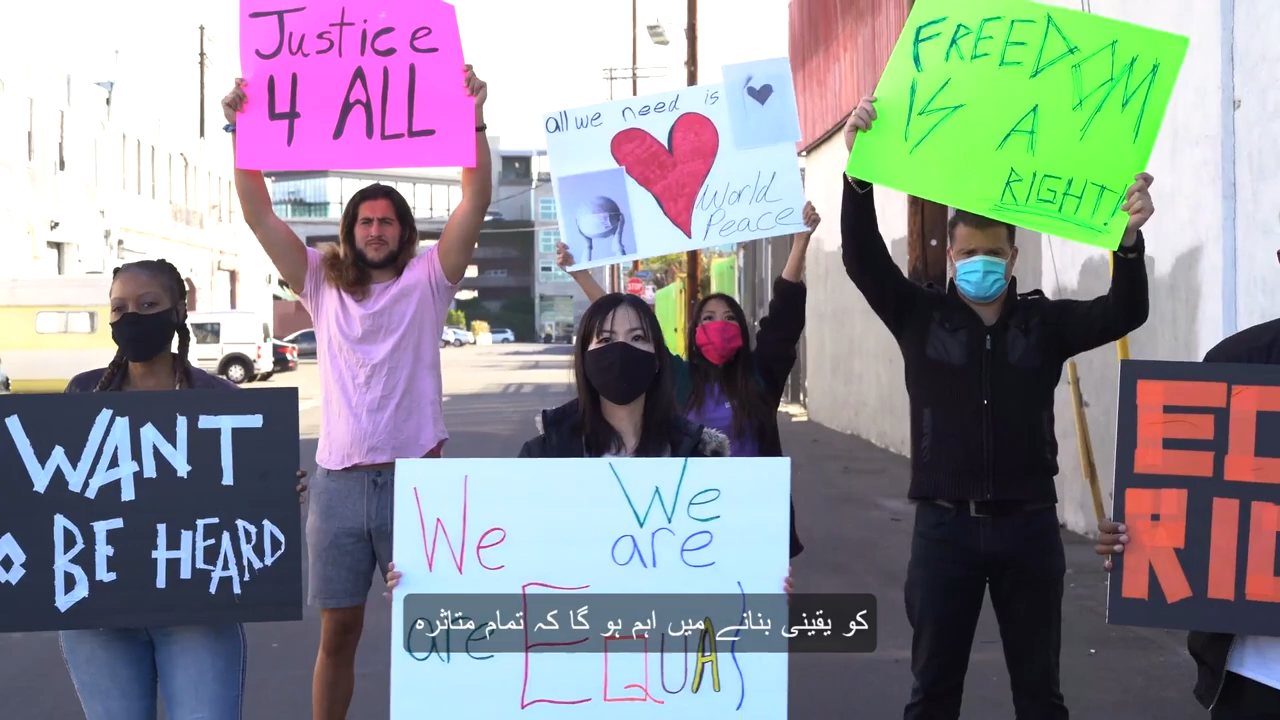 Justice
4 ALL
all we need is
World
Peace
FREEDOM
IS A
RIGHT!
STOP
WANT
BE HEARD
We We
are
are EQUAl
کو یقینی بنانے میں اہم ہو گا کہ تمام متاثرہ